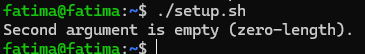 fatima@fatima:~$ ./setup.sh
Second argument is empty (zero-length).
fatima@fatima:~$